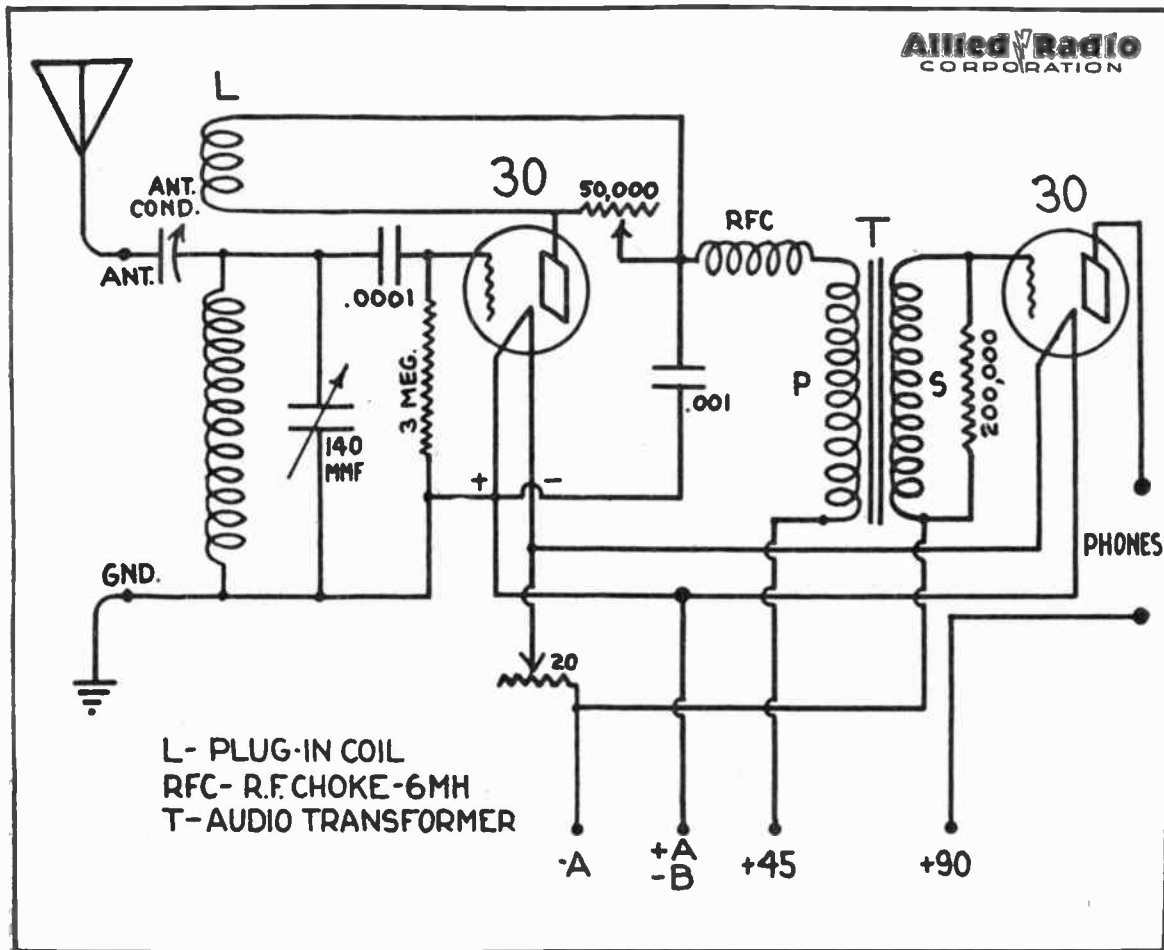 Allied Radio
CORPORATION
L
30
50,000
ANT.
COND.
RFC
T
30
ANT.
.0001
3 MEG.
.001
P
S
200,000
140
MMF
+
-
PHONES
GND.
20
L- PLUG-IN COIL
RFC- R.F. CHOKE-6MH
T-AUDIO TRANSFORMER
-A
+A
-B
+45
+90